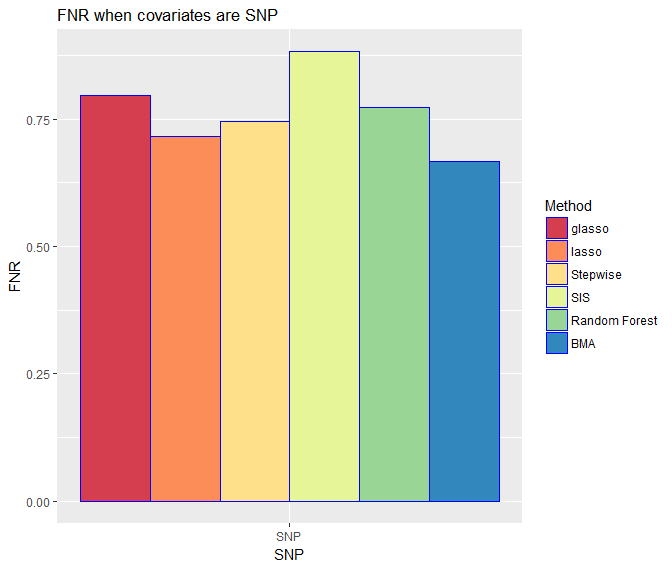 FNR when covariates are SNP
FNR
0.75
0.50
0.25
0.00
SNP
SNP
Method
glasso
lasso
Stepwise
SIS
Random Forest
BMA